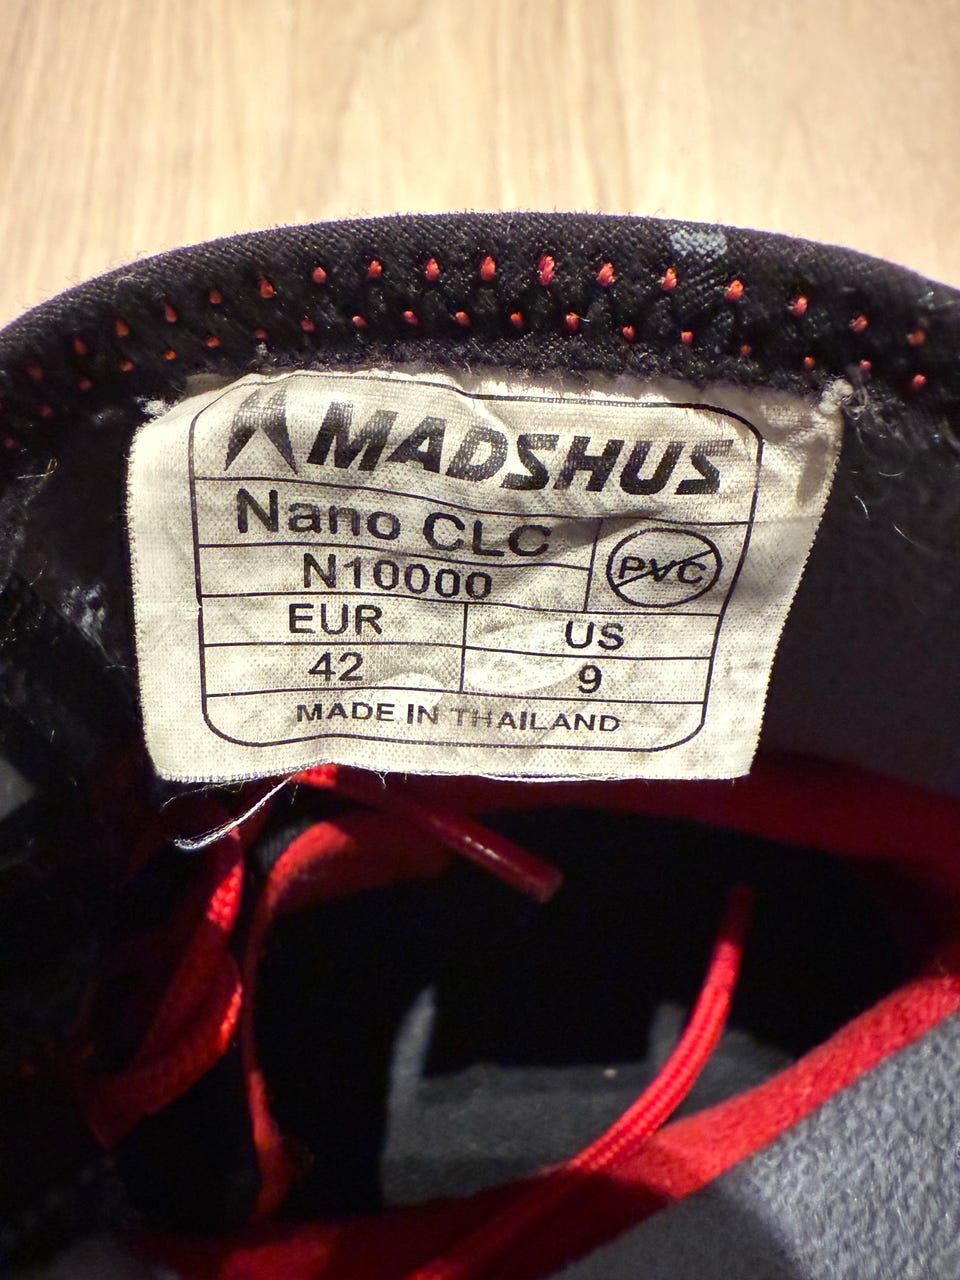 MADSHUS
Nano CLC
N10000
PVC
EUR US
42 9
MADE IN THAILAND